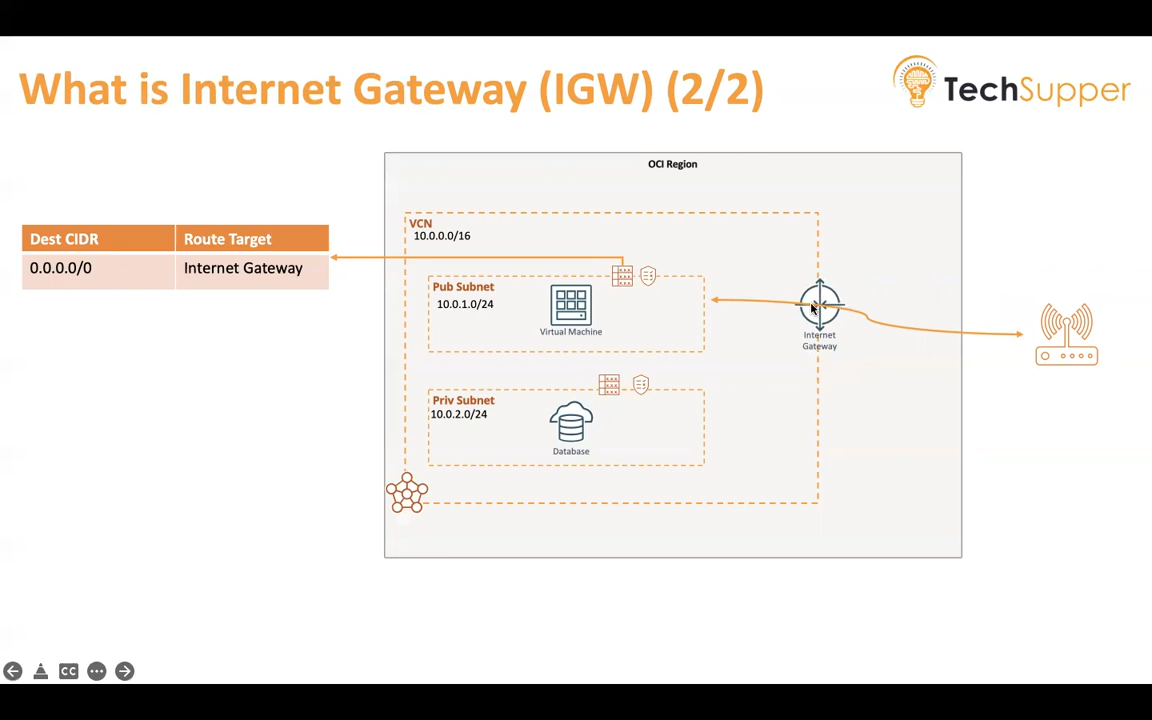 What is Internet Gateway (IGW) (2/2)
TechSupper
OCI Region
Dest CIDR Route Target
0.0.0.0/0 Internet Gateway
VCN
10.0.0.0/16
Pub Subnet
10.0.1.0/24
Virtual Machine
Internet
Gateway
Priv Subnet
10.0.2.0/24
Database
CC